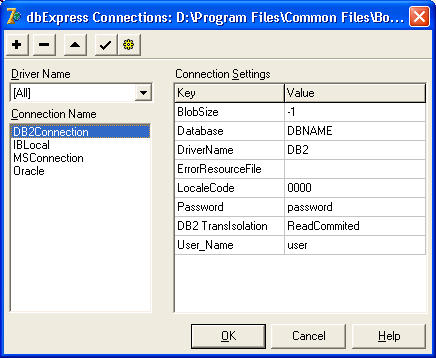 dbExpress Connections: D:\Program Files\Common Files\Bo...
Driver Name
[All]
Connection Name
DB2Connection
IBLocal
MSConnection
Oracle
Connection Settings
Key Value
BlobSize -1
Database DBNAME
DriverName DB2
ErrorResourceFile
LocaleCode 0000
Password password
DB2 TransIsolation ReadCommited
User_Name user
OK Cancel Help